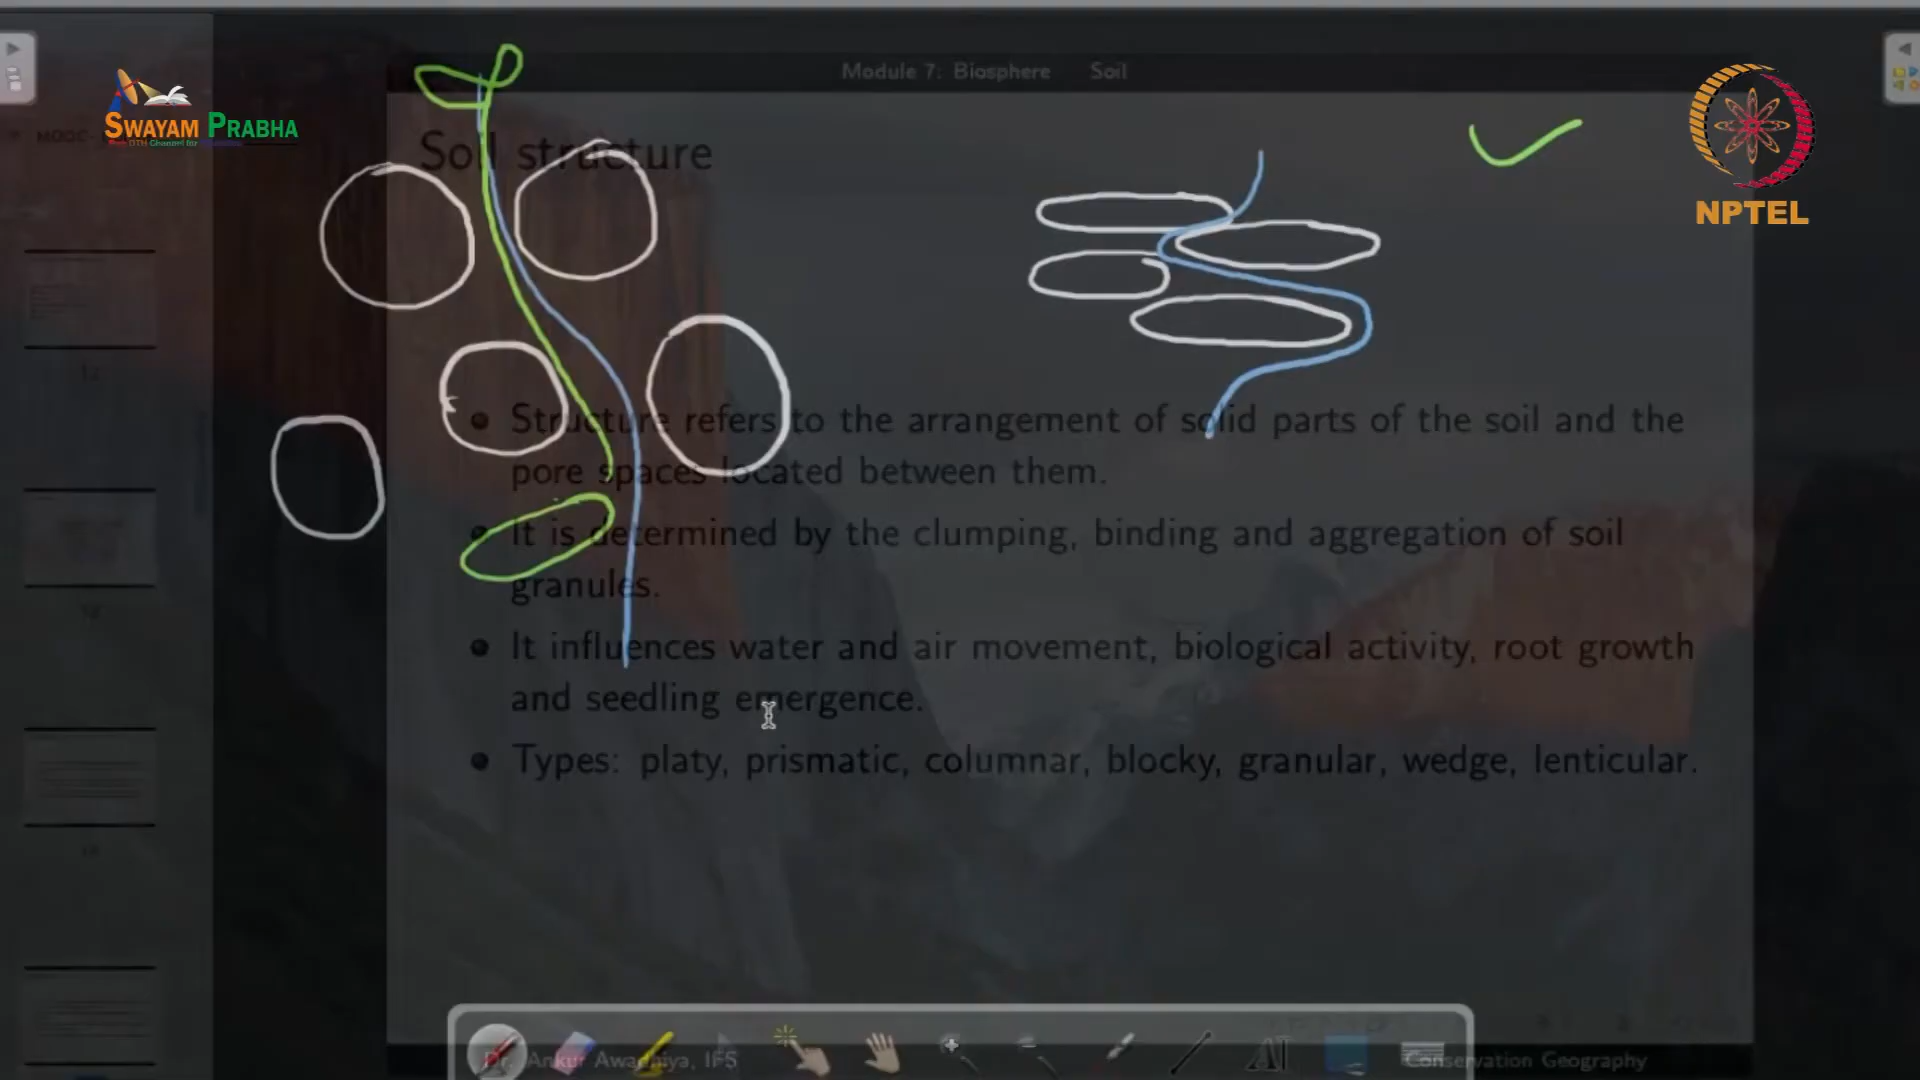 Module 7: Biosphere Soil
SWAYAM PRABHA
NPTEL
Soil structure
Structure refers to the arrangement of solid parts of the soil and the
pore spaces located between them.
It is determined by the clumping, binding and aggregation of soil
granules.
It influences water and air movement, biological activity, root growth
and seedling emergence.
Types: platy, prismatic, columnar, blocky, granular, wedge, lenticular.
Dr. Ankur Awadhiya, IFS Conservation Geography